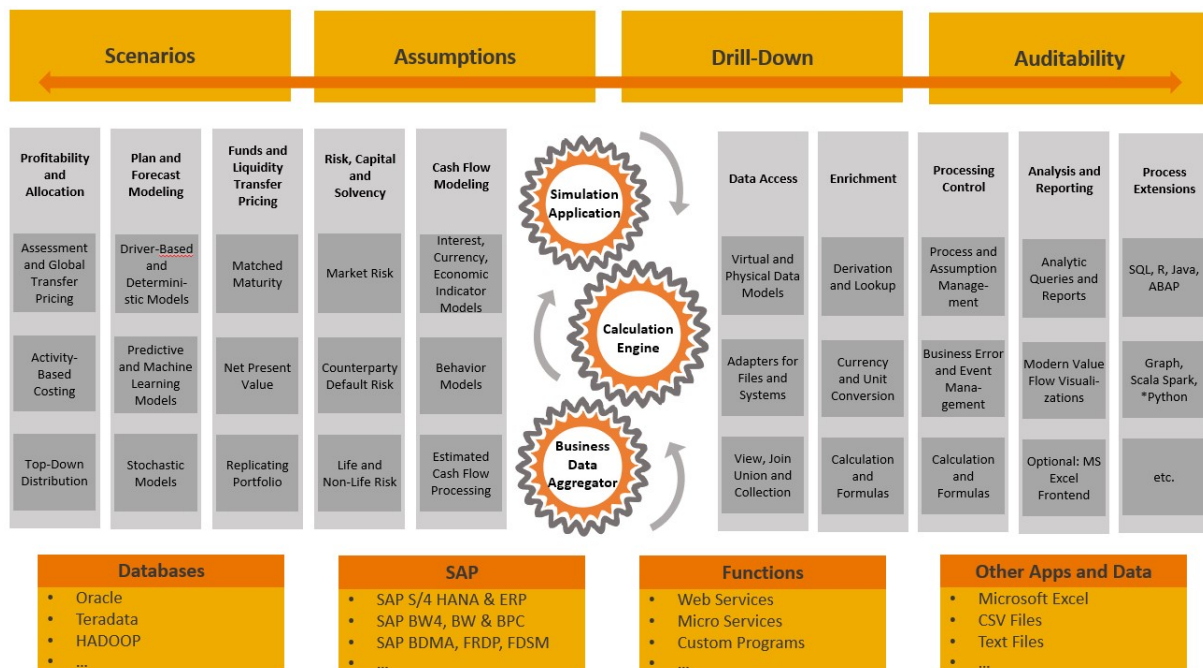 Scenarios
Assumptions
Drill-Down
Auditability
Profitability
and
Allocation
Assessment
and Global
Transfer
Pricing
Activity-
Based
Costing
Top-Down
Distribution
Plan and
Forecast
Modeling
Driver-Based
and
Determini-
stic Models
Predictive
and Machine
Learning
Models
Stochastic
Models
Funds and
Liquidity
Transfer
Pricing
Matched
Maturity
Net Present
Value
Replicating
Portfolio
Risk, Capital
and
Solvency
Market Risk
Counterparty
Default Risk
Life and
Non-Life Risk
Cash Flow
Modeling
Interest,
Currency,
Economic
Indicator
Models
Behavior
Models
Estimated
Cash Flow
Processing
Simulation
Application
Calculation
Engine
Business
Data
Aggregator
Data Access
Virtual and
Physical Data
Models
Adapters for
Files and
Systems
View, Join
Union and
Collection
Enrichment
Derivation
and Lookup
Currency
and Unit
Conversion
Calculation
and
Formulas
Processing
Control
Process and
Assumption
Manage-
ment
Business Error
and Event
Mana-
gement
Calculation
and
Formulas
Analysis and
Reporting
Analytic
Queries and
Reports
Modern Value
Flow Visuali-
zations
Optional: MS
Excel
Frontend
Process
Extensions
SQL, R, Java,
ABAP
Graph,
Scala Spark,
*Python
etc.
Databases
• Oracle
• Teradata
• HADOOP
• ...
SAP
• SAP S/4 HANA & ERP
• SAP BW4, BW & BPC
• SAP BDMA, FRDP, FDSM
• ...
Functions
• Web Services
• Micro Services
• Custom Programs
• ...
Other Apps and Data
• Microsoft Excel
• CSV Files
• Text Files
• ...